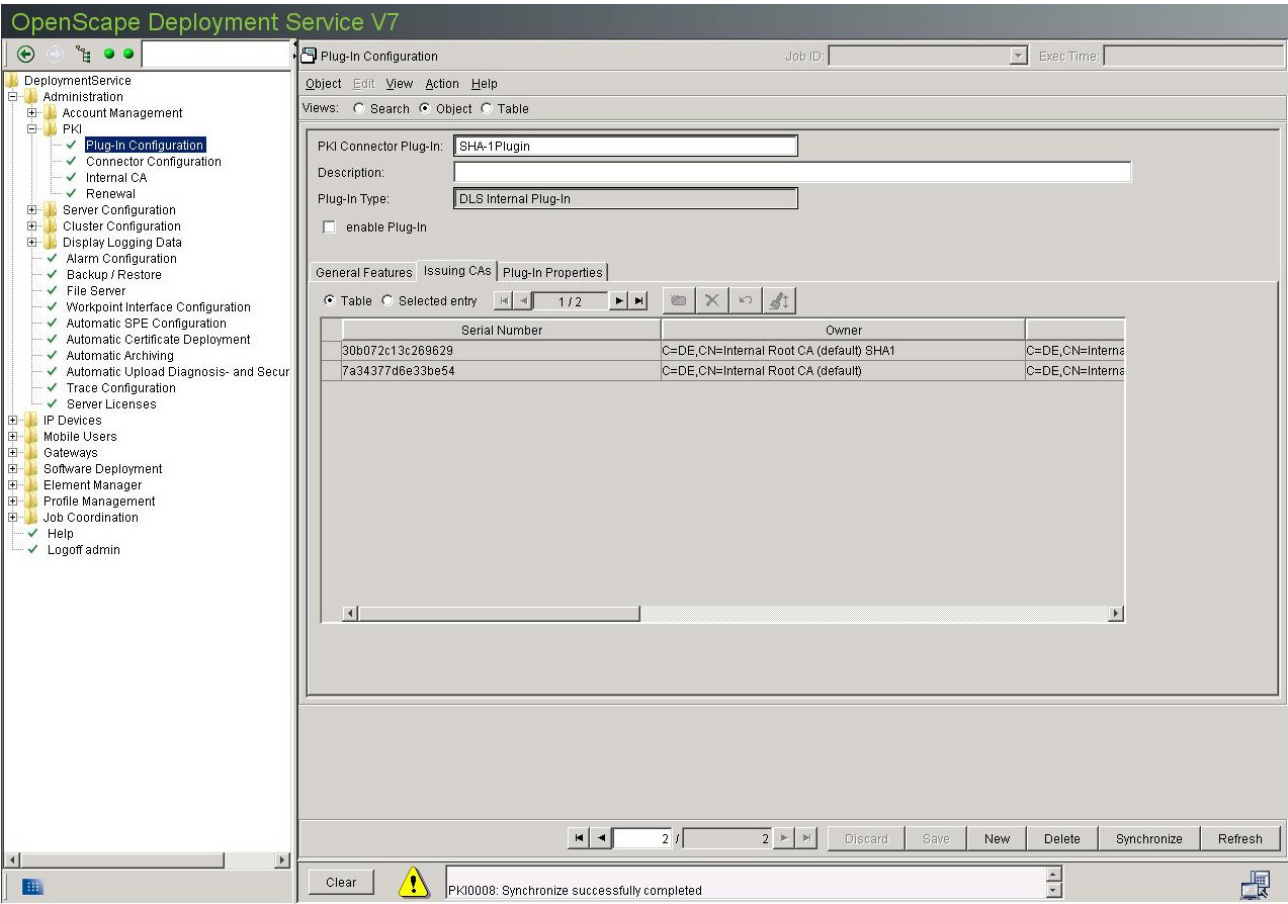 OpenScape Deployment Service V7
Plug-In Configuration
Job ID:
Exec Time:
Object Edit View Action Help
Views: Search Object Table
DeploymentService
Administration
Account Management
PKI
Plug-In Configuration
Connector Configuration
Internal CA
Renewal
Server Configuration
Cluster Configuration
Display Logging Data
Alarm Configuration
Backup / Restore
File Server
Workpoint Interface Configuration
Automatic SPE Configuration
Automatic Certificate Deployment
Automatic Archiving
Automatic Upload Diagnosis- and Secur
Trace Configuration
Server Licenses
IP Devices
Mobile Users
Gateways
Software Deployment
Element Manager
Profile Management
Job Coordination
Help
Logoff admin
PKI Connector Plug-In: SHA-1Plugin
Description:
Plug-In Type: DLS Internal Plug-In
enable Plug-In
General Features Issuing CAs Plug-In Properties
Table Selected entry 1 / 2
Serial Number Owner
30b072c13c269629 C=DE,CN=Internal Root CA (default) SHA1 C=DE,CN=Interna
7a34377d6e33be54 C=DE,CN=Internal Root CA (default) C=DE,CN=Interna
2 / 2 Discard Save New Delete Synchronize Refresh
Clear
PKI0008: Synchronize successfully completed